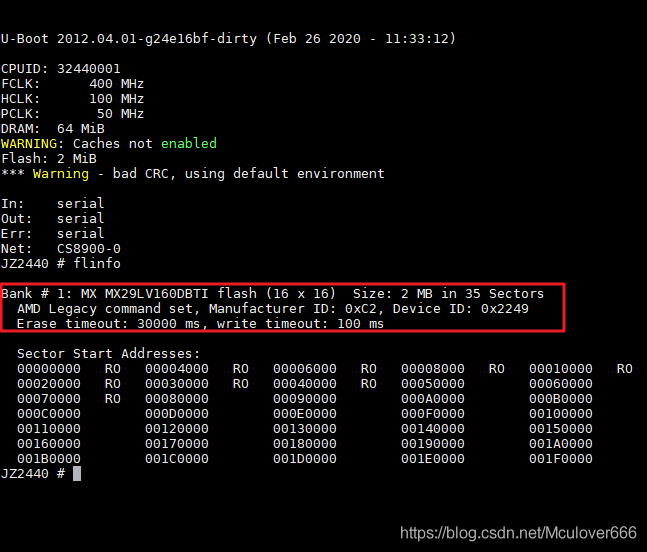 U-Boot 2012.04.01-g24e16bf-dirty (Feb 26 2020 - 11:33:12)
CPUID: 32440001
FCLK:      400 MHz
HCLK:      100 MHz
PCLK:       50 MHz
DRAM:  64 MiB
WARNING: Caches not enabled
Flash: 2 MiB
*** Warning - bad CRC, using default environment
In:    serial
Out:   serial
Err:   serial
Net:   CS8900-0
JZ2440 # flinfo
Bank # 1: MX MX29LV160DBTI flash (16 x 16)  Size: 2 MB in 35 Sectors
  AMD Legacy command set, Manufacturer ID: 0xC2, Device ID: 0x2249
  Erase timeout: 30000 ms, write timeout: 100 ms
  Sector Start Addresses:
  00000000   RO   00004000   RO   00006000   RO   00008000   RO   00010000   RO
  00020000   RO   00030000   RO   00040000   RO   00050000        00060000
  00070000   RO   00080000        00090000        000A0000        000B0000
  000C0000        000D0000        000E0000        000F0000        00100000
  00110000        00120000        00130000        00140000        00150000
  00160000        00170000        00180000        00190000        001A0000
  001B0000        001C0000        001D0000        001E0000        001F0000
JZ2440 #
https://blog.csdn.net/Mculover666